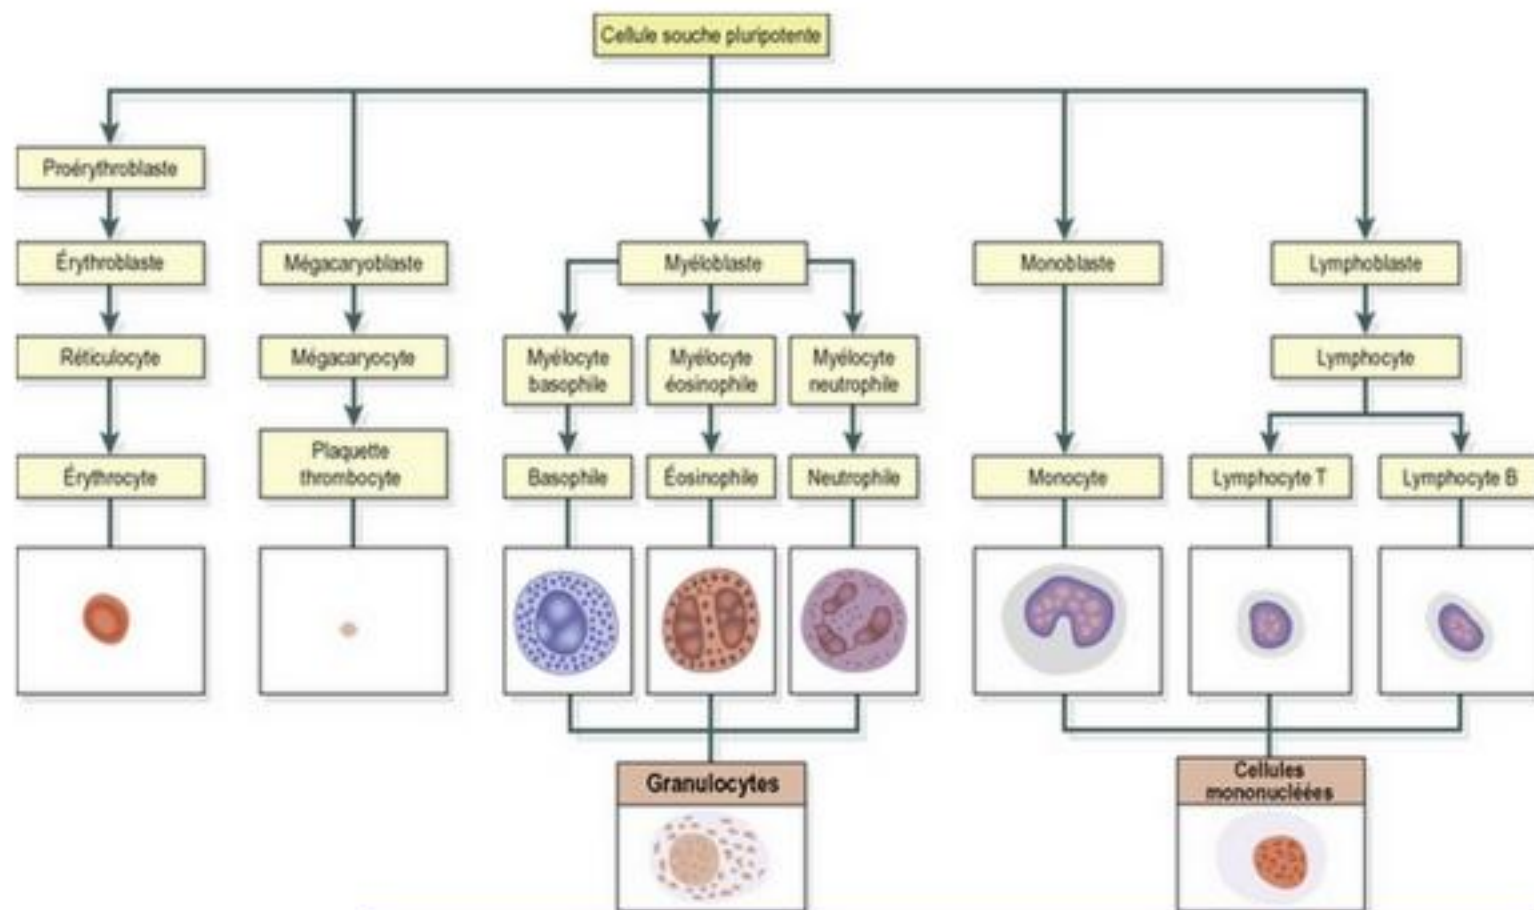 Cellule souche pluripotente
Proérythroblaste
Érythroblaste
Mégacaryoblaste
Myéloblaste
Monoblaste
Lymphoblaste
Réticulocyte
Mégacaryocyte
Myélocyte
basophile
Myélocyte
éosinophile
Myélocyte
neutrophile
Lymphocyte
Érythrocyte
Plaquette
thrombocyte
Basophile
Éosinophile
Neutrophile
Monocyte
Lymphocyte T
Lymphocyte B
Granulocytes
Cellules
mononucléées